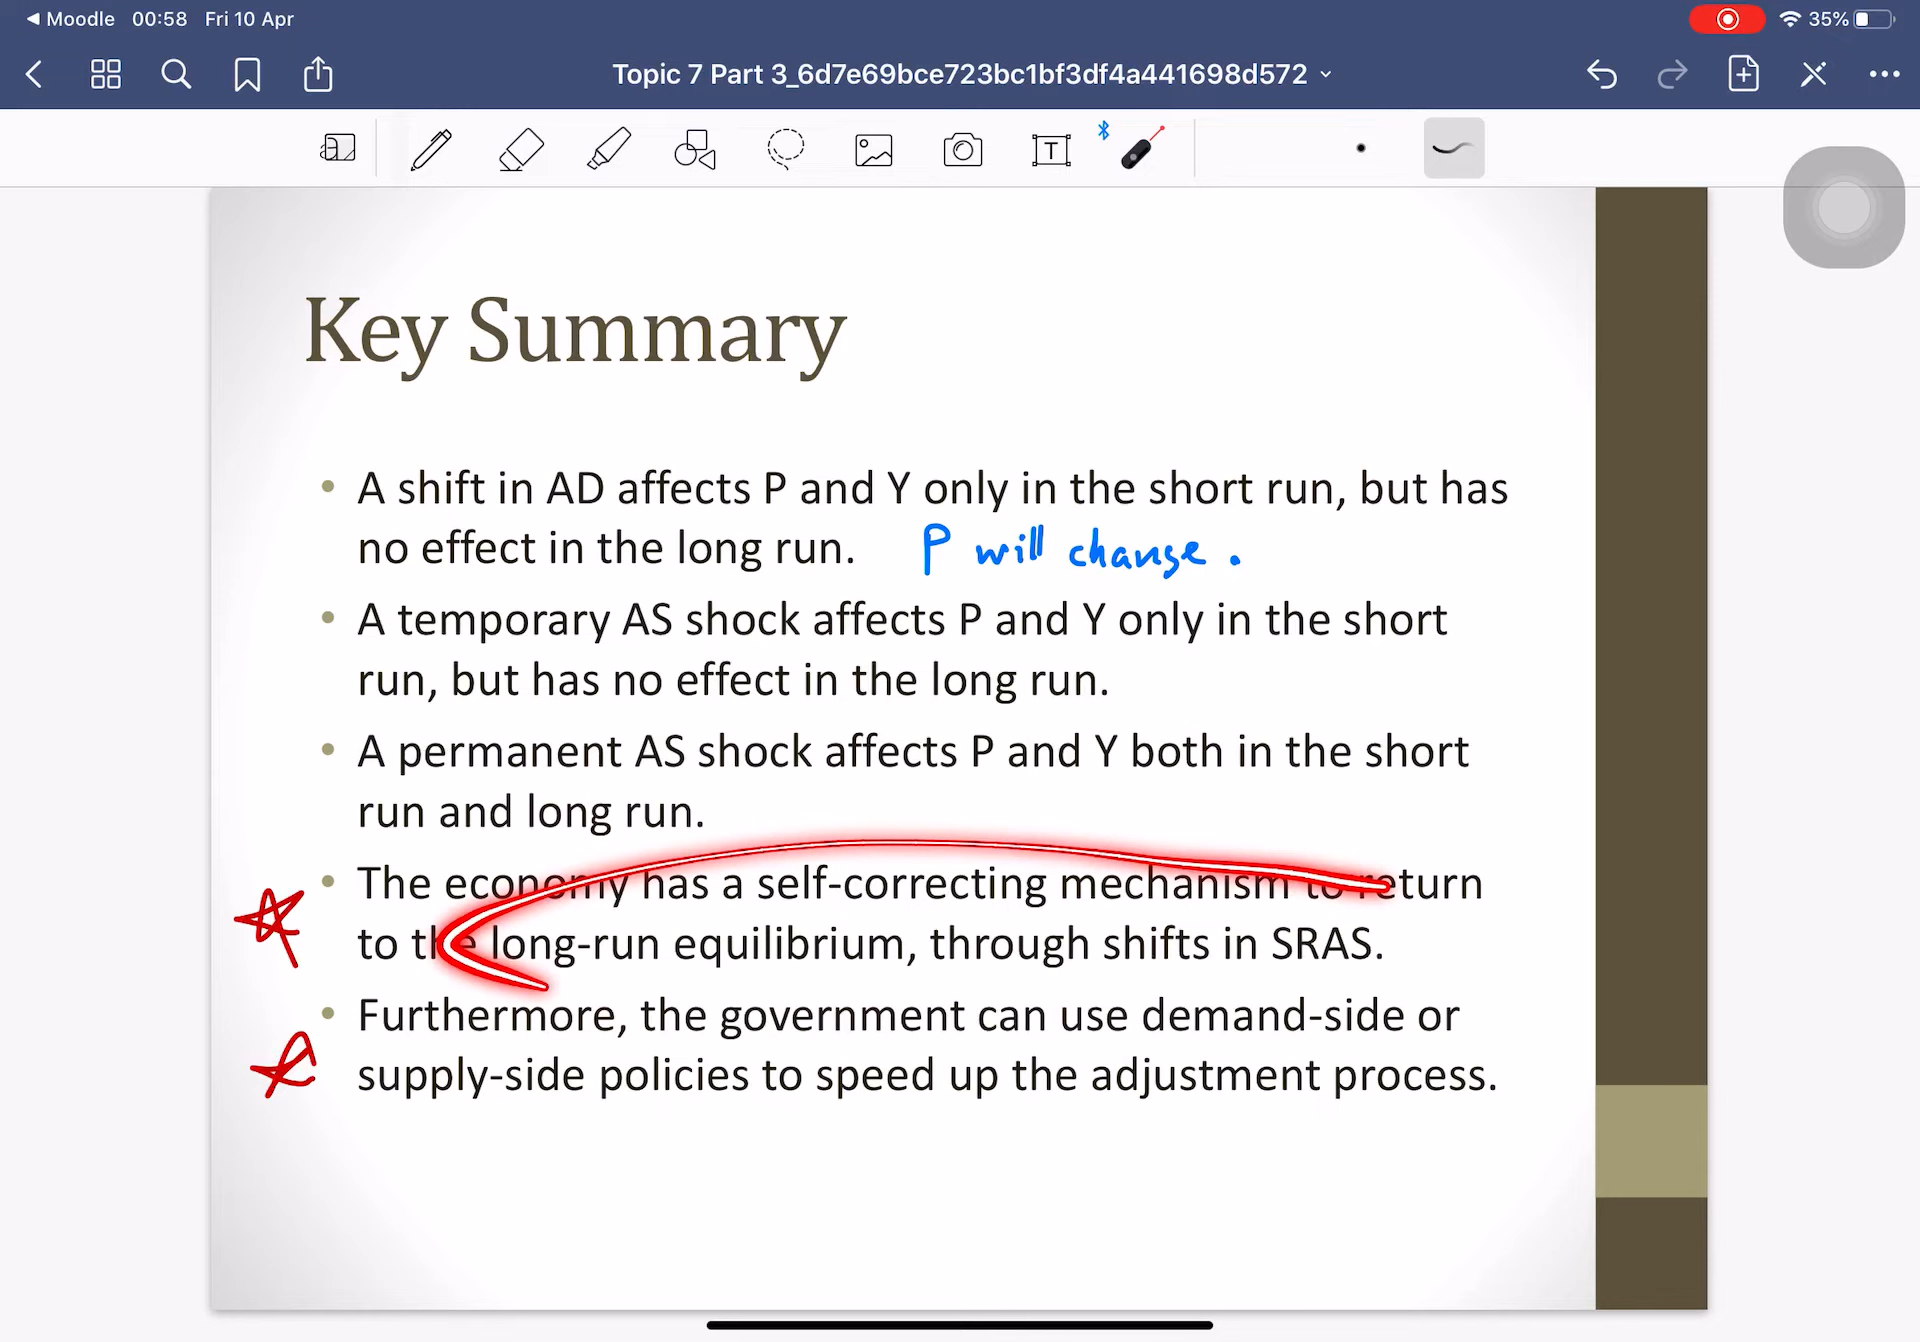 Moodle 00:58 Fri 10 Apr 35%
Topic 7 Part 3_6d7e69bce723bc1bf3df4a441698d572
Key Summary
• A shift in AD affects P and Y only in the short run, but has
no effect in the long run. P will change.
• A temporary AS shock affects P and Y only in the short
run, but has no effect in the long run.
• A permanent AS shock affects P and Y both in the short
run and long run.
• The economy has a self-correcting mechanism to return
to the long-run equilibrium, through shifts in SRAS.
• Furthermore, the government can use demand-side or
supply-side policies to speed up the adjustment process.